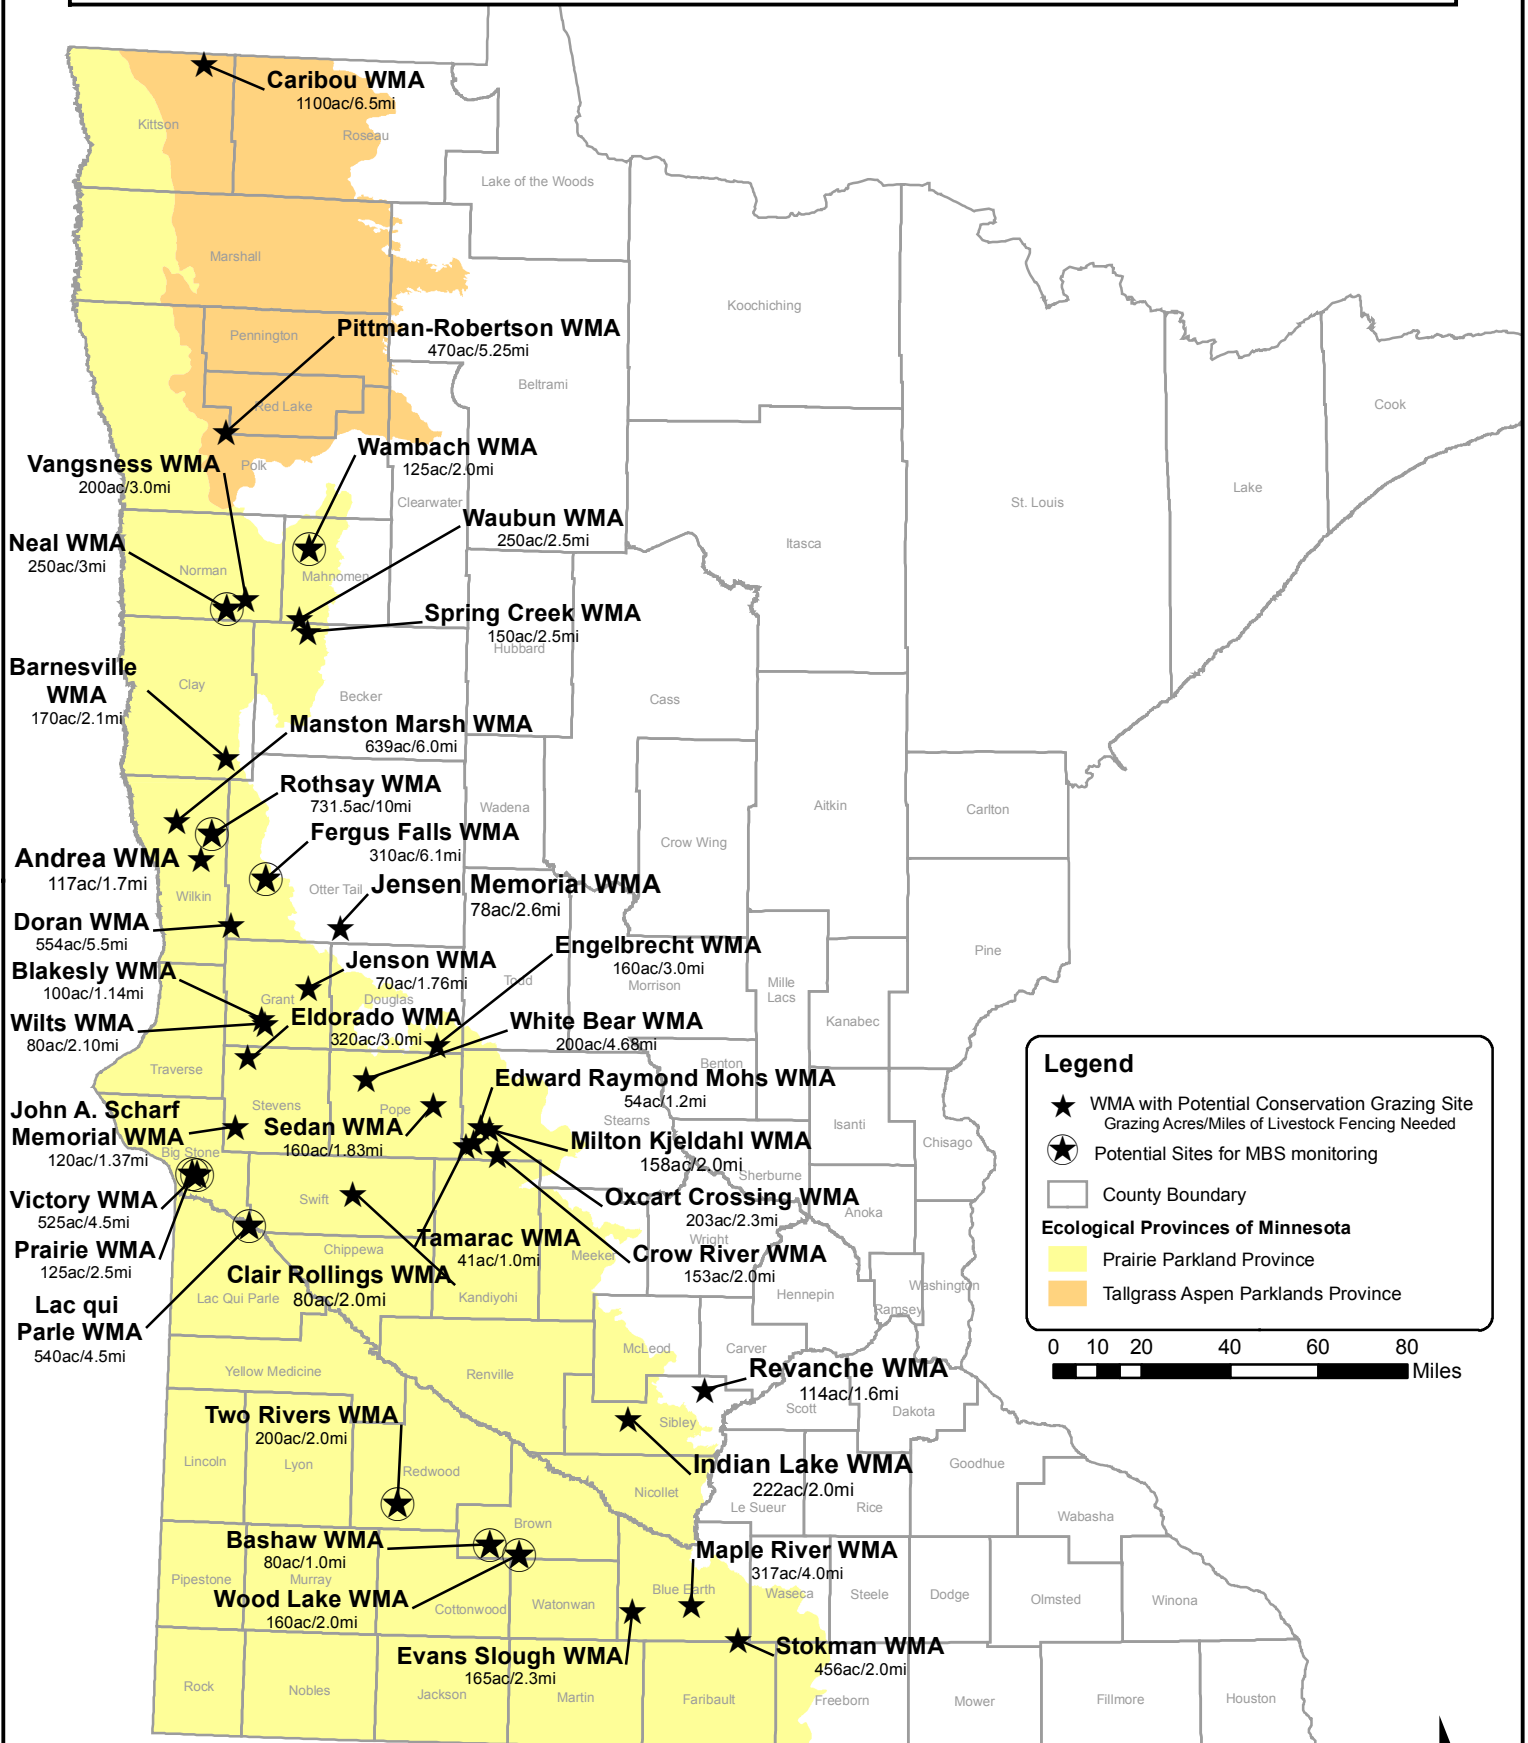 Caribou WMA
1100ac/6.5mi
Kittson
Roseau
Lake of the Woods
Marshall
Koochiching
Pennington
Pittman-Robertson WMA
470ac/5.25mi
Beltrami
Red Lake
Cook
Polk
Wambach WMA
125ac/2.0mi
Vangsness WMA
200ac/3.0mi
Clearwater
St. Louis
Lake
Waubun WMA
250ac/2.5mi
Itasca
Neal WMA
250ac/3mi
Norman
Mahnomen
Spring Creek WMA
150ac/2.5mi
Hubbard
Barnesville
WMA
170ac/2.1mi
Clay
Becker
Cass
Manston Marsh WMA
639ac/6.0mi
Rothsay WMA
731.5ac/10mi
Wadena
Aitkin
Carlton
Fergus Falls WMA
310ac/6.1mi
Crow Wing
Andrea WMA
117ac/1.7mi
Wilkin
Otter Tail
Jensen Memorial WMA
78ac/2.6mi
Doran WMA
554ac/5.5mi
Engelbrecht WMA
160ac/3.0mi
Pine
Blakesly WMA
100ac/1.14mi
Jenson WMA
70ac/1.76mi
Todd
Morrison
Mille
Lacs
Grant
Douglas
Wilts WMA
80ac/2.10mi
Eldorado WMA
320ac/3.0mi
White Bear WMA
200ac/4.68mi
Kanabec
Traverse
Benton
Edward Raymond Mohs WMA
54ac/1.2mi
Stevens
Pope
Stearns
Isanti
Chisago
John A. Scharf
Memorial WMA
120ac/1.37mi
Sedan WMA
160ac/1.83mi
Big Stone
Milton Kjeldahl WMA
158ac/2.0mi
Sherburne
Victory WMA
525ac/4.5mi
Swift
Oxcart Crossing WMA
203ac/2.3mi
Anoka
Prairie WMA
125ac/2.5mi
Chippewa
Tamarac WMA
41ac/1.0mi
Meeker
Wright
Crow River WMA
153ac/2.0mi
Clair Rollings WMA
80ac/2.0mi
Lac Qui Parle
Kandiyohi
Hennepin
Washington
Ramsey
Lac qui
Parle WMA
540ac/4.5mi
Yellow Medicine
Renville
McLeod
Carver
Revanche WMA
114ac/1.6mi
Scott
Dakota
Two Rivers WMA
200ac/2.0mi
Sibley
Lincoln
Lyon
Redwood
Indian Lake WMA
222ac/2.0mi
Goodhue
Nicollet
Le Sueur
Rice
Wabasha
Brown
Bashaw WMA
80ac/1.0mi
Maple River WMA
317ac/4.0mi
Pipestone
Murray
Wood Lake WMA
160ac/2.0mi
Cottonwood
Watonwan
Blue Earth
Waseca
Steele
Dodge
Olmsted
Winona
Evans Slough WMA
165ac/2.3mi
Stokman WMA
456ac/2.0mi
Rock
Nobles
Jackson
Martin
Faribault
Freeborn
Mower
Fillmore
Houston
Legend
WMA with Potential Conservation Grazing Site
Grazing Acres/Miles of Livestock Fencing Needed
Potential Sites for MBS monitoring
County Boundary
Ecological Provinces of Minnesota
Prairie Parkland Province
Tallgrass Aspen Parklands Province
0 10 20 40 60 80
Miles